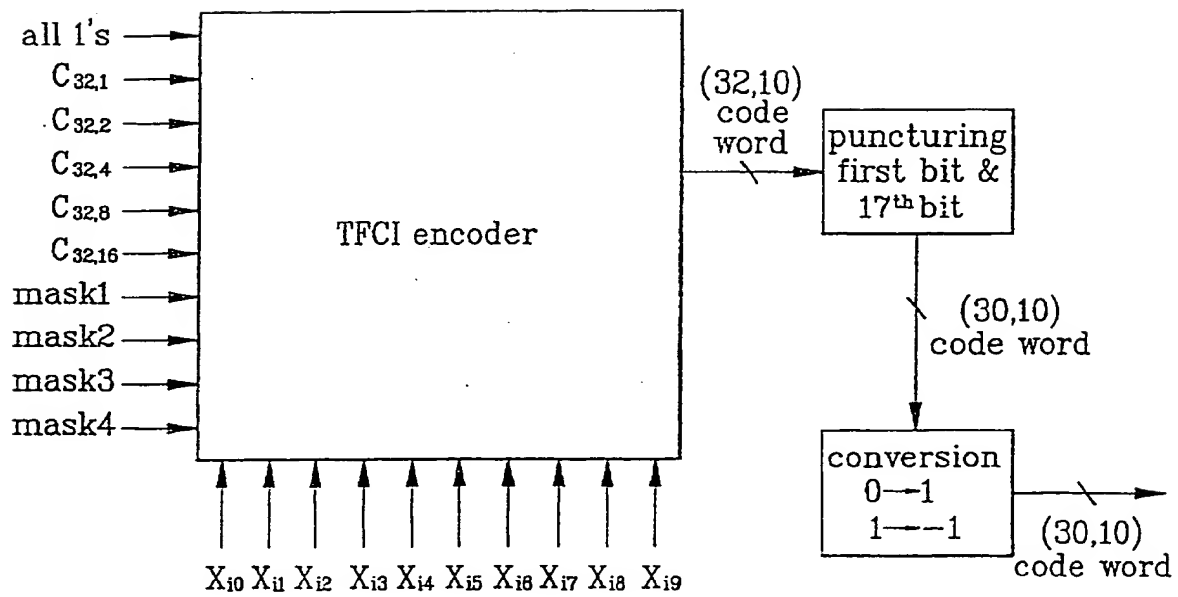 all 1's
C32,1
C32,2
C32,4
C32,8
C32,16
mask1
mask2
mask3
mask4
TFCI encoder
Xi0 Xi1 Xi2 Xi3 Xi4 Xi5 Xi6 Xi7 Xi8 Xi9
(32,10)
code
word
puncturing
first bit &
17th bit
(30,10)
code word
conversion
0→1
1→-1
(30,10)
code word